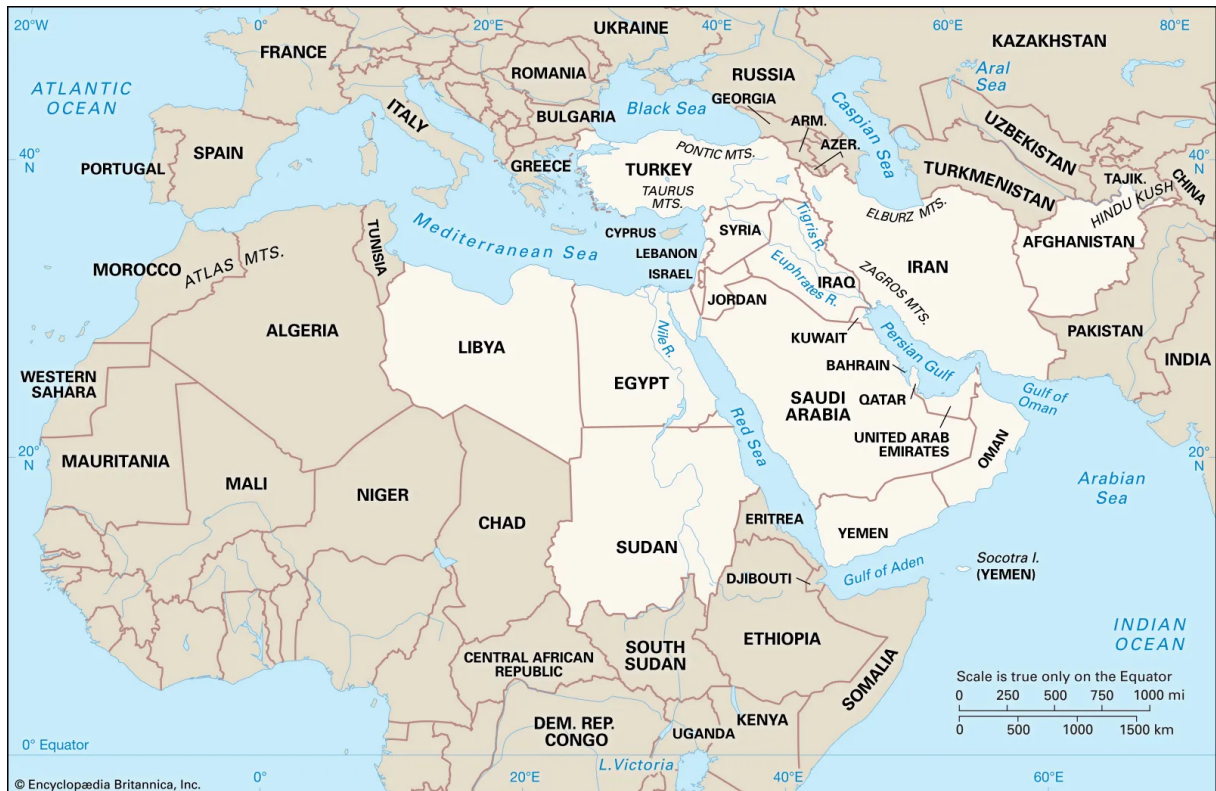 20°W
0°
20°E
40°E
60°E
80°E
UKRAINE
KAZAKHSTAN
FRANCE
ROMANIA
RUSSIA
Aral
Sea
ATLANTIC
OCEAN
ITALY
BULGARIA
Black Sea
GEORGIA
Caspian Sea
ARM.
AZER.
UZBEKISTAN
40°
N
PORTUGAL
SPAIN
GREECE
TURKEY
PONTIC MTS.
TAURUS
MTS.
TURKMENISTAN
TAJIK.
CHINA
40°
N
HINDU KUSH
ELBURZ MTS.
Mediterranean Sea
CYPRUS
SYRIA
Tigris R.
LEBANON
ISRAEL
AFGHANISTAN
TUNISIA
MOROCCO
ATLAS MTS.
IRAQ
Euphrates R.
IRAN
ZAGROS MTS.
JORDAN
ALGERIA
LIBYA
Nile R.
KUWAIT
Persian Gulf
PAKISTAN
INDIA
BAHRAIN
WESTERN
SAHARA
EGYPT
SAUDI
ARABIA
QATAR
Gulf of
Oman
Red Sea
UNITED ARAB
EMIRATES
OMAN
20°
N
20°
N
MAURITANIA
MALI
NIGER
CHAD
Arabian
Sea
SUDAN
ERITREA
YEMEN
Socotra I.
(YEMEN)
Gulf of Aden
DJIBOUTI
ETHIOPIA
SOUTH
SUDAN
CENTRAL AFRICAN
REPUBLIC
SOMALIA
INDIAN
OCEAN
Scale is true only on the Equator
0 250 500 750 1000 mi
0 500 1000 1500 km
DEM. REP.
CONGO
UGANDA
KENYA
0° Equator
L.Victoria
0°
20°E
40°E
60°E
© Encyclopædia Britannica, Inc.